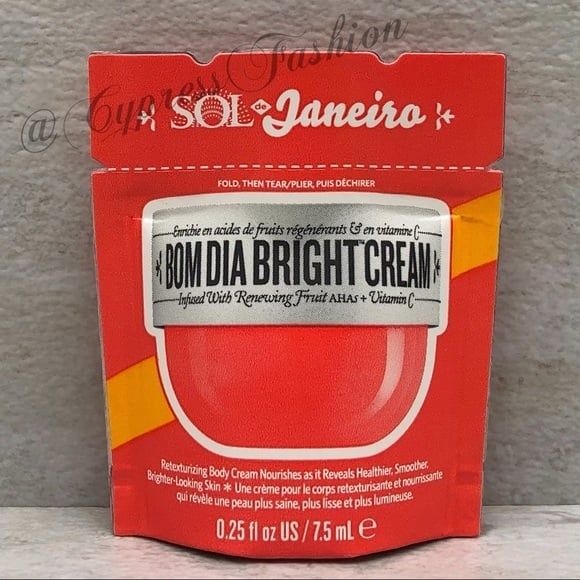 @CypressFashion
SOL de Janeiro
FOLD, THEN TEAR/PLIER, PUIS DÉCHIRER
Enrichie en acides de fruits régénérants & en vitamine C
BOM DIA BRIGHT™ CREAM
Infused With Renewing Fruit AHAs + Vitamin C
Retexturizing Body Cream Nourishes as it Reveals Healthier, Smoother,
Brighter-Looking Skin * Une crème pour le corps retexturisante et nourrissante
qui révèle une peau plus saine, plus lisse et plus lumineuse.
0.25 fl oz US / 7.5 mL ℮